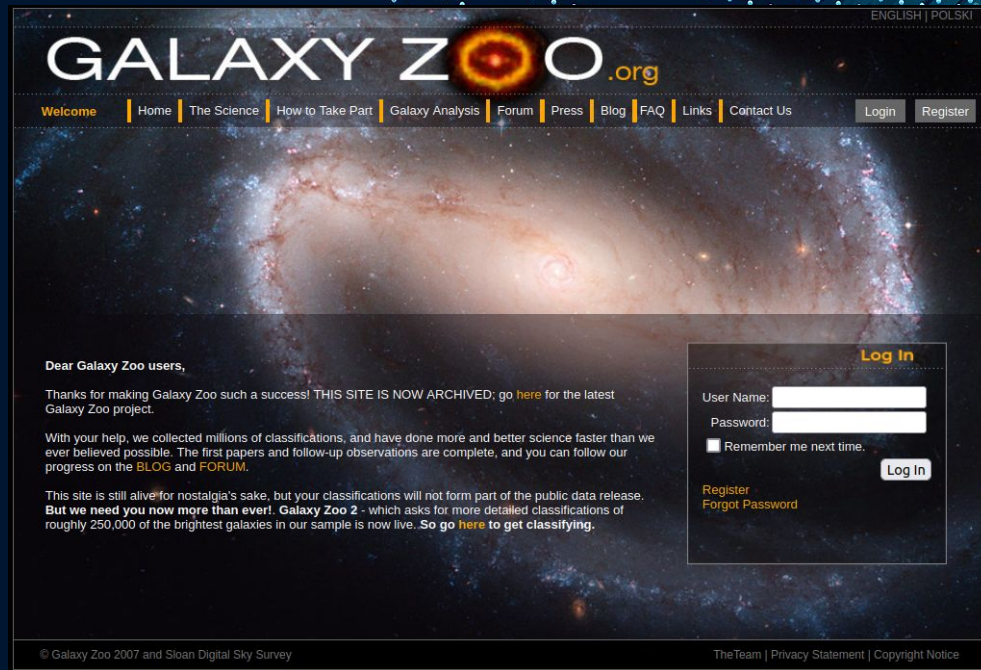 ENGLISH | POLSKI
GALAXY ZOO.org
Welcome Home The Science How to Take Part Galaxy Analysis Forum Press Blog FAQ Links Contact Us Login Register
Dear Galaxy Zoo users,
Thanks for making Galaxy Zoo such a success! THIS SITE IS NOW ARCHIVED; go here for the latest
Galaxy Zoo project.
With your help, we collected millions of classifications, and have done more and better science faster than we
ever believed possible. The first papers and follow-up observations are complete, and you can follow our
progress on the BLOG and FORUM.
This site is still alive for nostalgia's sake, but your classifications will not form part of the public data release.
But we need you now more than ever!. Galaxy Zoo 2 - which asks for more detailed classifications of
roughly 250,000 of the brightest galaxies in our sample is now live. So go here to get classifying.
Log In
User Name:
Password:
Remember me next time.
Log In
Register
Forgot Password
© Galaxy Zoo 2007 and Sloan Digital Sky Survey
TheTeam | Privacy Statement | Copyright Notice